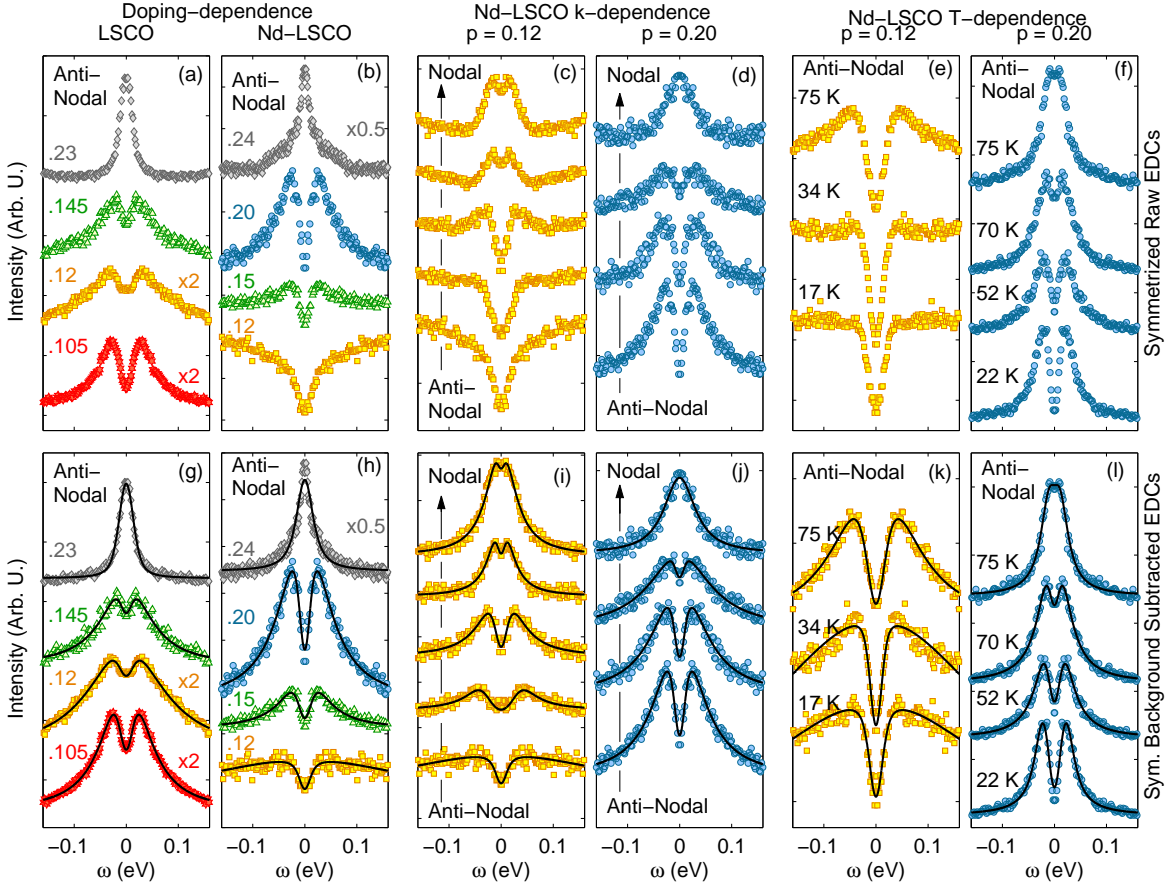 Doping−dependence
Nd−LSCO k−dependence
Nd−LSCO T−dependence
LSCO
Nd−LSCO
p = 0.12
p = 0.20
p = 0.12
p = 0.20
Intensity (Arb. U.)
Anti−
Nodal
(a)
.23
.145
.12
x2
.105
x2
(b)
Anti−
Nodal
.24
x0.5
.20
.15
.12
Nodal
(c)
Anti−
Nodal
Nodal
(d)
Anti−Nodal
Anti−Nodal
(e)
75 K
34 K
17 K
Anti−
Nodal
(f)
75 K
70 K
52 K
22 K
Symmetrized Raw EDCs
Intensity (Arb. U.)
Anti−
Nodal
(g)
.23
.145
.12
x2
.105
x2
Anti−
Nodal
(h)
.24
x0.5
.20
.15
.12
Nodal
(i)
Anti−Nodal
Nodal
(j)
Anti−Nodal
Anti−Nodal
(k)
75 K
34 K
17 K
Anti−
Nodal
(l)
75 K
70 K
52 K
22 K
Sym. Background Subtracted EDCs
−0.1 0 0.1
−0.1 0 0.1
−0.1 0 0.1
−0.1 0 0.1
−0.1 0 0.1
−0.1 0 0.1
ω (eV)
ω (eV)
ω (eV)
ω (eV)
ω (eV)
ω (eV)